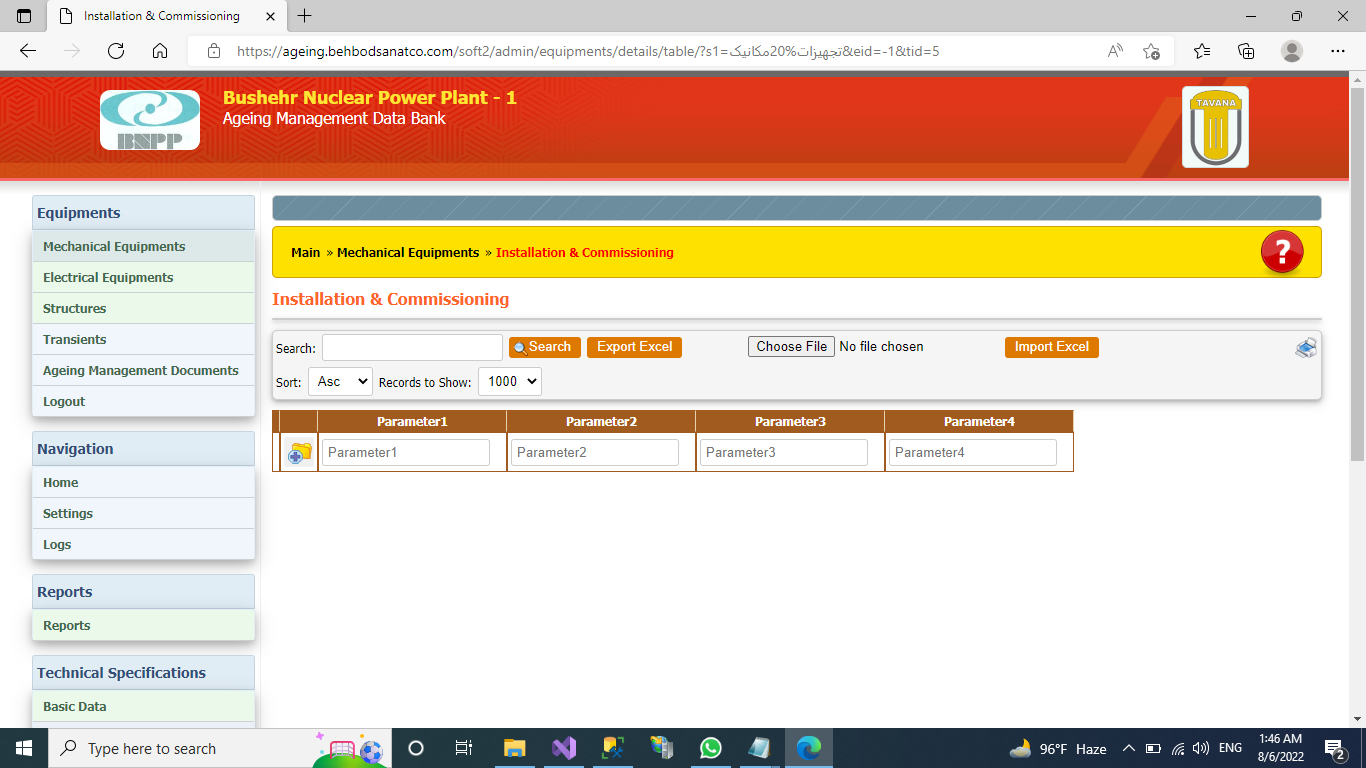 Installation & Commissioning
https://ageing.behbodsanatco.com/soft2/admin/equipments/details/table/?s1=تجهیزات%20مکانیک&eid=-1&tid=5
BNPP
Bushehr Nuclear Power Plant - 1
Ageing Management Data Bank
TAVANA
Equipments
Mechanical Equipments
Electrical Equipments
Structures
Transients
Ageing Management Documents
Logout
Navigation
Home
Settings
Logs
Reports
Reports
Technical Specifications
Basic Data
Main » Mechanical Equipments » Installation & Commissioning
?
Installation & Commissioning
Search: Search Export Excel Choose File No file chosen Import Excel
Sort: Asc Records to Show: 1000
Parameter1 Parameter2 Parameter3 Parameter4
Parameter1 Parameter2 Parameter3 Parameter4
Type here to search
96°F Haze ENG 1:46 AM
8/6/2022
2